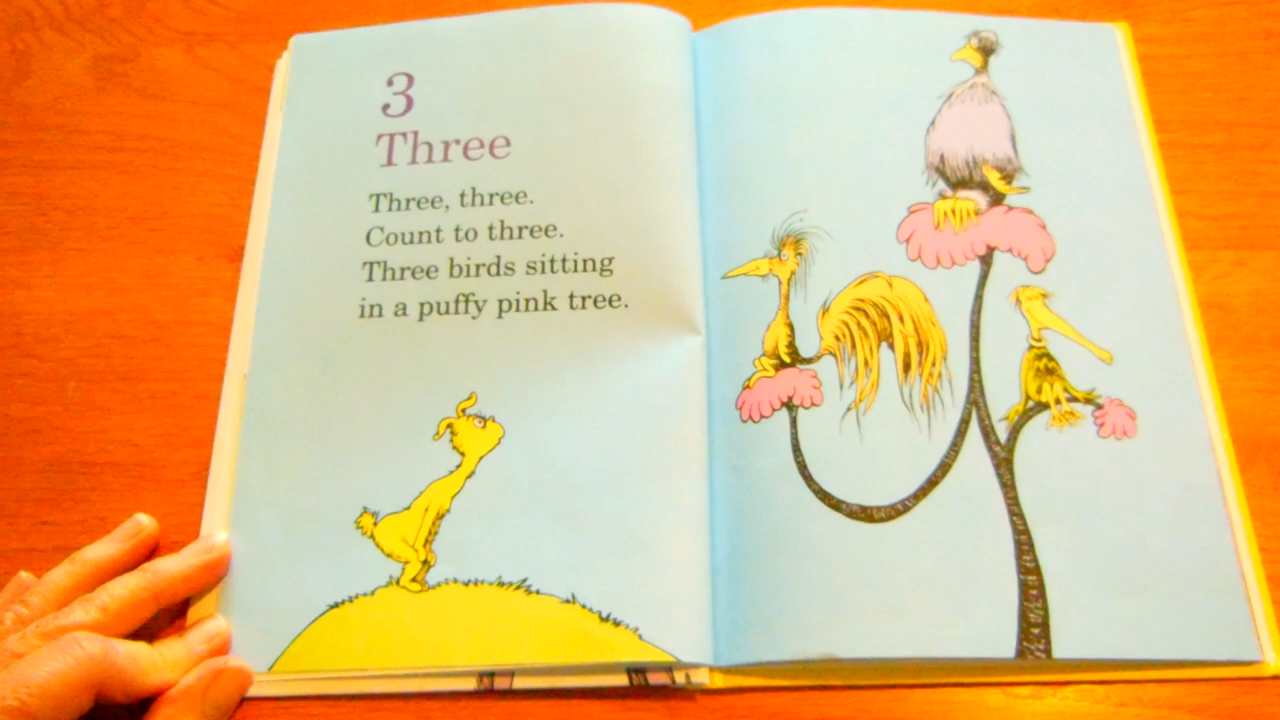 3
Three
Three, three.
Count to three.
Three birds sitting
in a puffy pink tree.